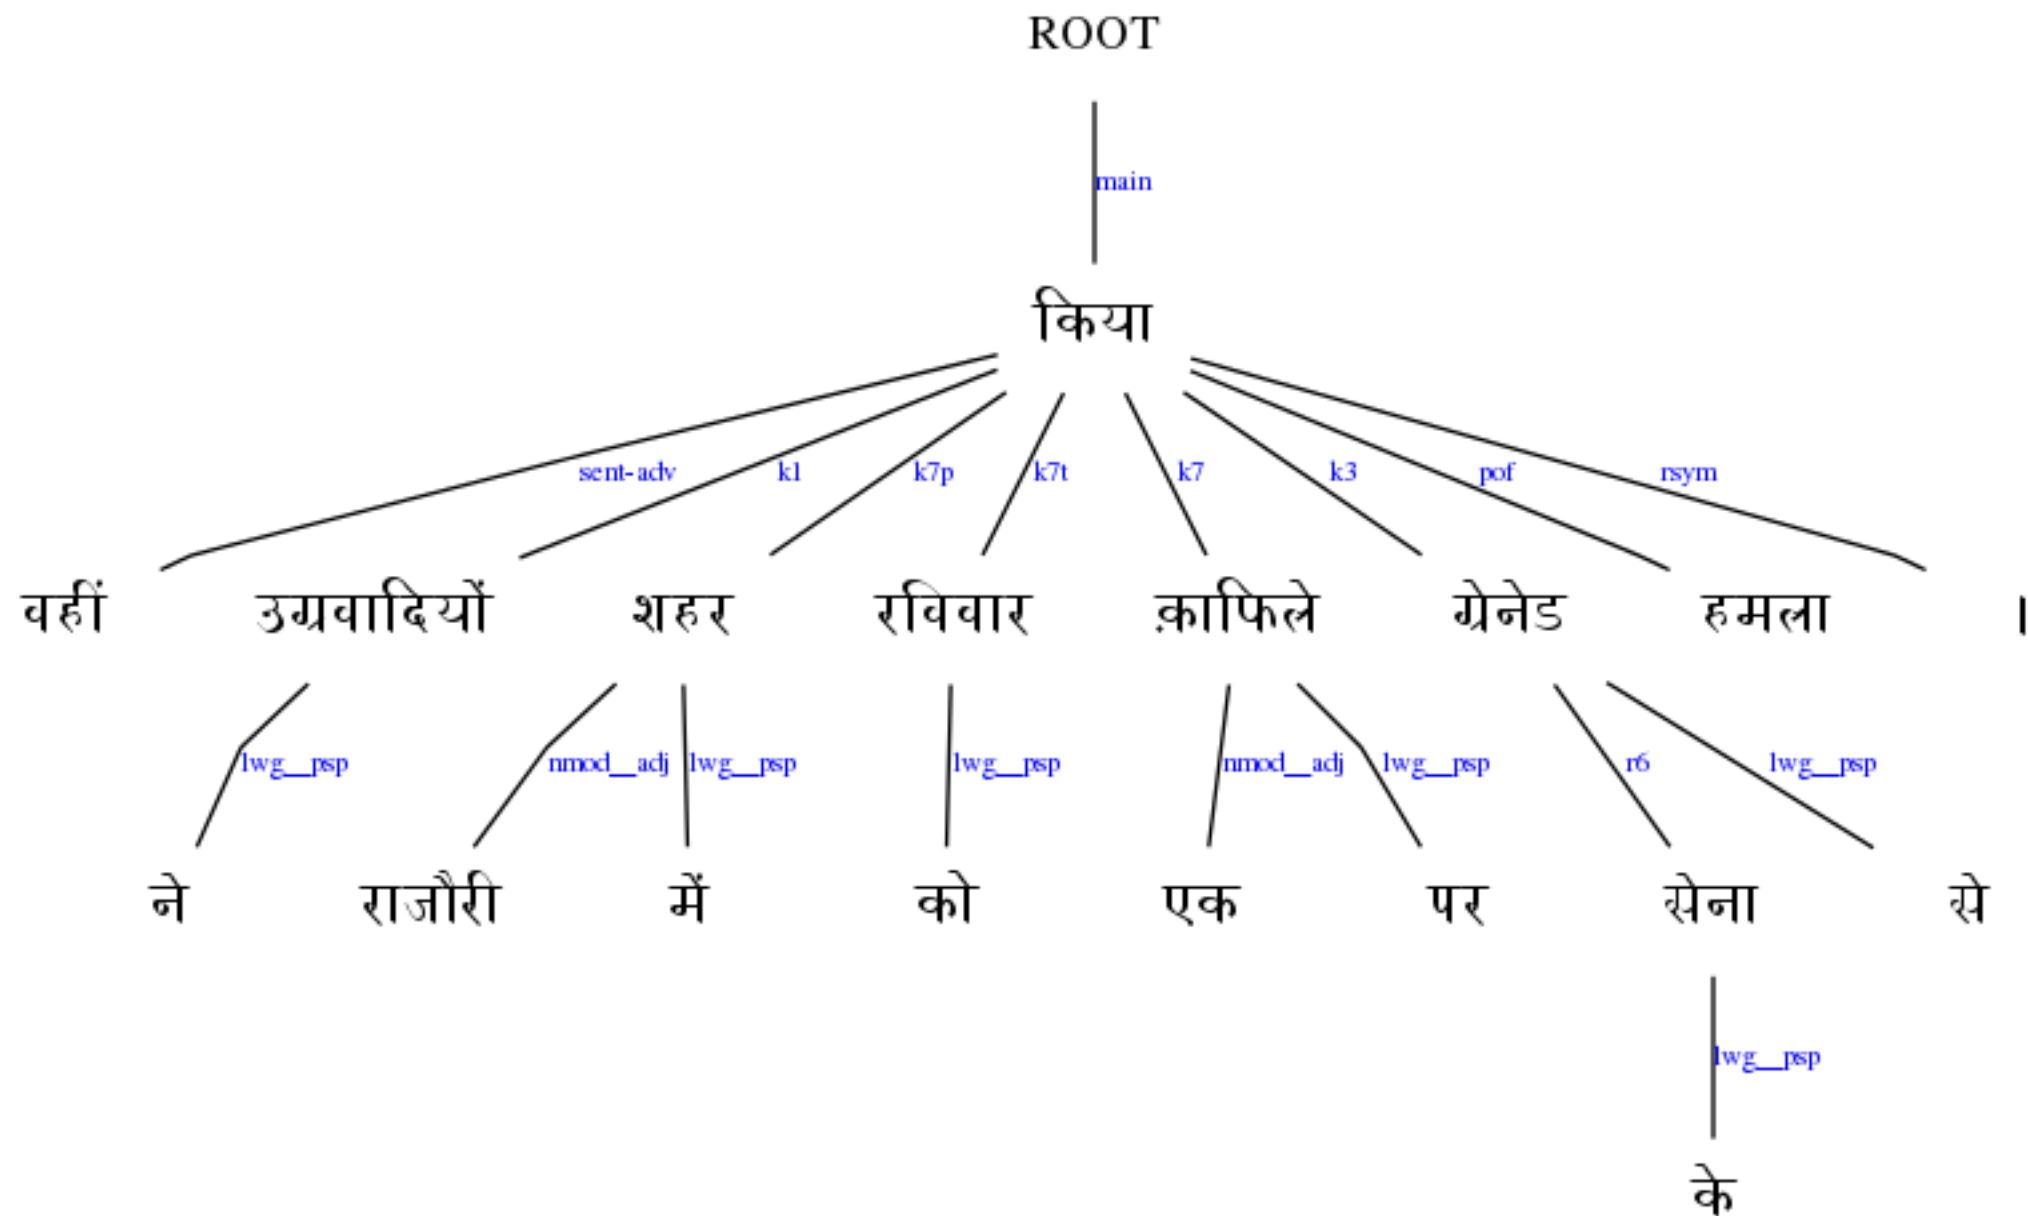 ROOT
main
किया
sent-adv k1 k7p k7t k7 k3 pof rsym
वहीं उग्रवादियों शहर रविवार क़ाफिले ग्रेनेड हमला ।
lwg__psp nmod__adj lwg__psp lwg__psp nmod__adj lwg__psp r6 lwg__psp
ने राजौरी में को एक पर सेना से
lwg__psp
के